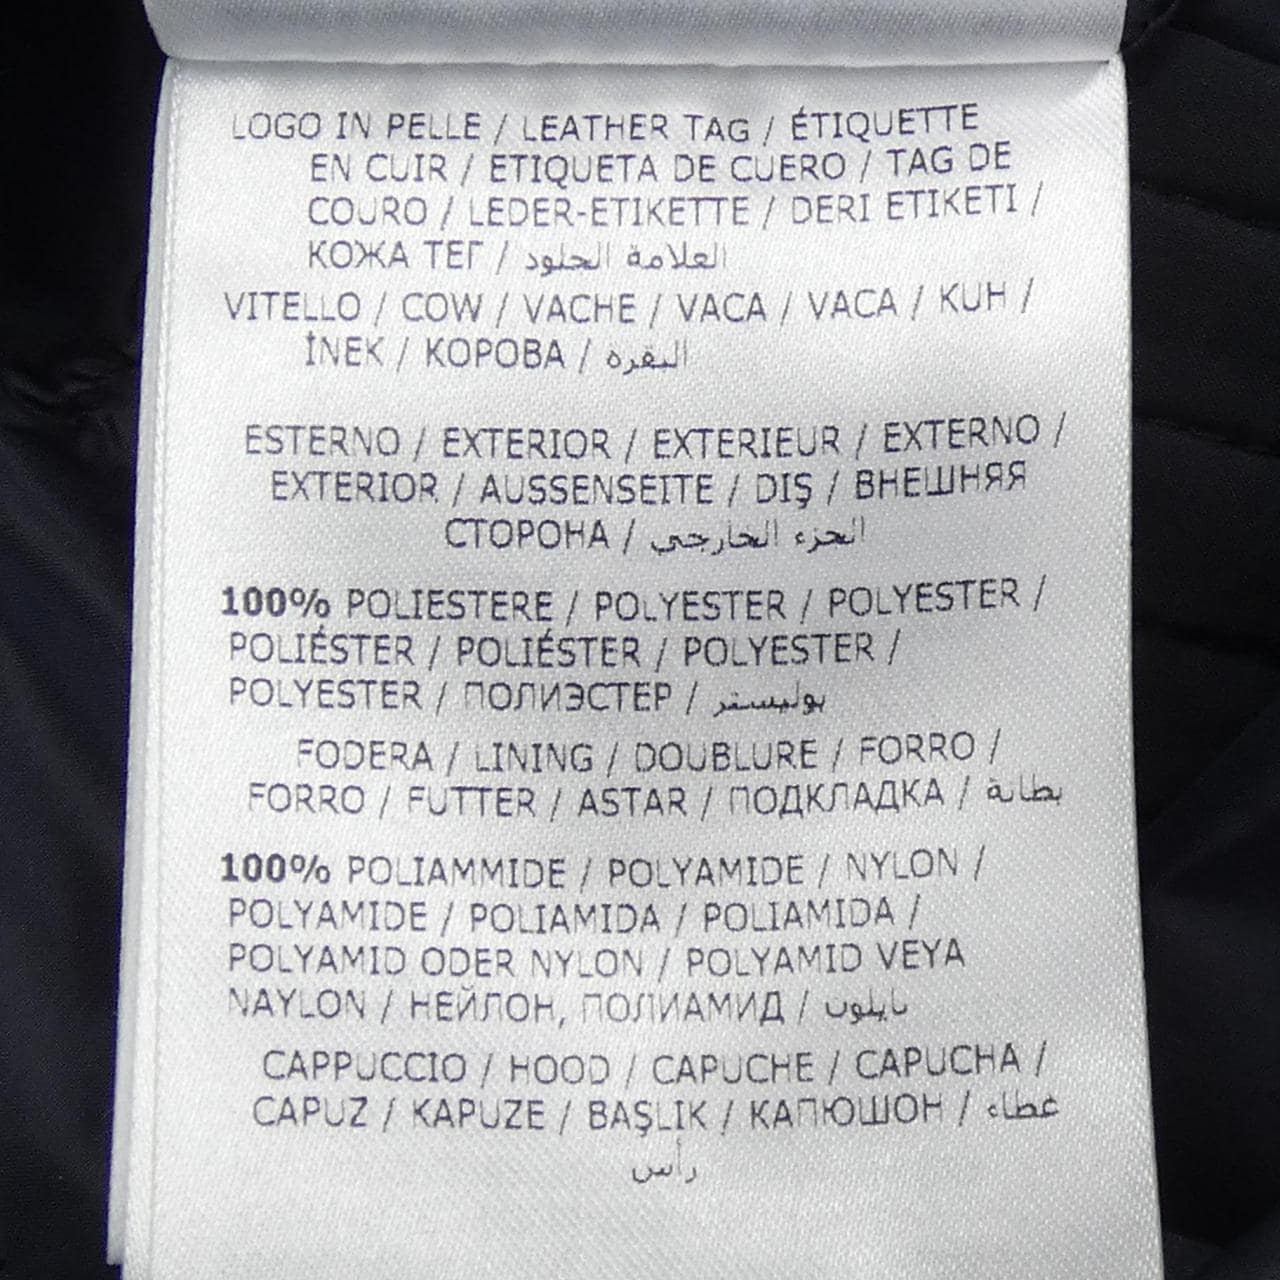 LOGO IN PELLE / LEATHER TAG / ÉTIQUETTE
EN CUIR / ETIQUETA DE CUERO / TAG DE
COURO / LEDER-ETIKETTE / DERI ETIKETI /
КОЖА ТЕГ / العلامة الجلود
VITELLO / COW / VACHE / VACA / VACA / KUH /
İNEK / КОРОВА / البقره
ESTERNO / EXTERIOR / EXTERIEUR / EXTERNO /
EXTERIOR / AUSSENSEITE / DIŞ / ВНЕШНЯЯ
СТОРОНА / الجزء الخارجي
100% POLIESTERE / POLYESTER / POLYESTER /
POLIÉSTER / POLIÉSTER / POLYESTER /
POLYESTER / ПОЛИЭСТЕР / بوليستر
FODERA / LINING / DOUBLURE / FORRO /
FORRO / FUTTER / ASTAR / ПОДКЛАДКА / بطانة
100% POLIAMMIDE / POLYAMIDE / NYLON /
POLYAMIDE / POLIAMIDA / POLIAMIDA /
POLYAMID ODER NYLON / POLYAMID VEYA
NAYLON / НЕЙЛОН, ПОЛИАМИД / نايلون
CAPPUCCIO / HOOD / CAPUCHE / CAPUCHA /
CAPUZ / KAPUZE / BAŞLIK / КАПЮШОН / غطاء
رأس